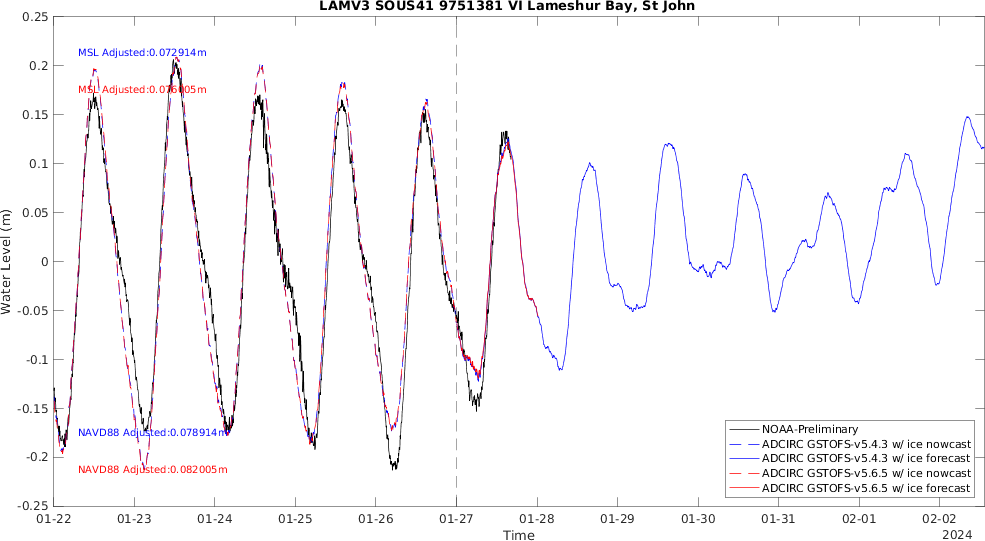 LAMV3 SOUS41 9751381 VI Lameshur Bay, St John
0.25
0.2
0.15
0.1
0.05
0
-0.05
-0.1
-0.15
-0.2
-0.25
Water Level (m)
MSL Adjusted:0.072914m
MSL Adjusted:0.076005m
NAVD88 Adjusted:0.078914m
NAVD88 Adjusted:0.082005m
NOAA-Preliminary
ADCIRC GSTOFS-v5.4.3 w/ ice nowcast
ADCIRC GSTOFS-v5.4.3 w/ ice forecast
ADCIRC GSTOFS-v5.6.5 w/ ice nowcast
ADCIRC GSTOFS-v5.6.5 w/ ice forecast
01-22 01-23 01-24 01-25 01-26 01-27 01-28 01-29 01-30 01-31 02-01 02-02
Time
2024